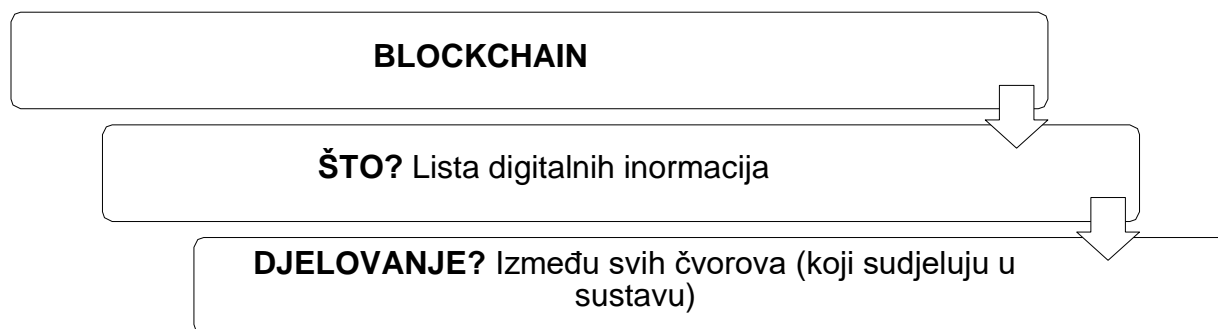 BLOCKCHAIN
ŠTO? Lista digitalnih inormacija
DJELOVANJE? Između svih čvorova (koji sudjeluju u
sustavu)